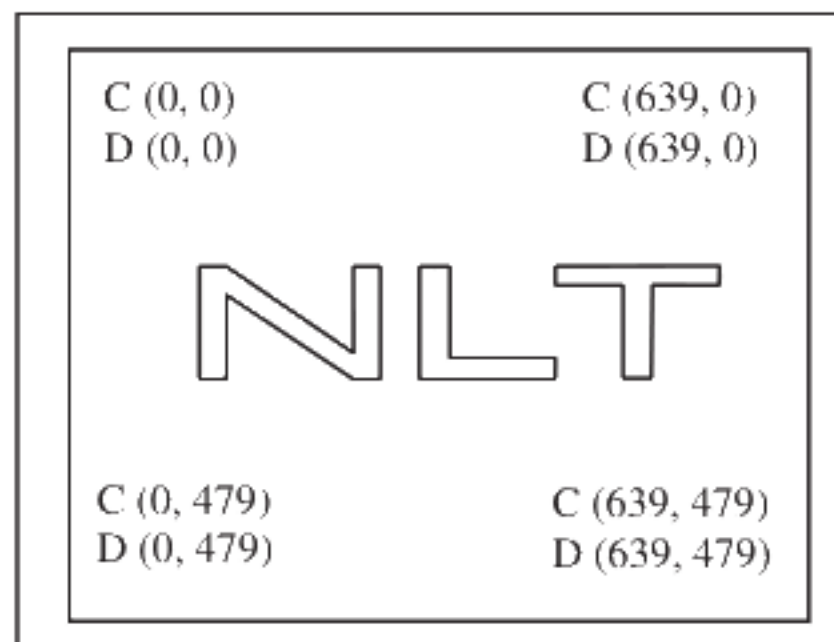 C (0, 0)
D (0, 0)
C (639, 0)
D (639, 0)
NLT
C (0, 479)
D (0, 479)
C (639, 479)
D (639, 479)